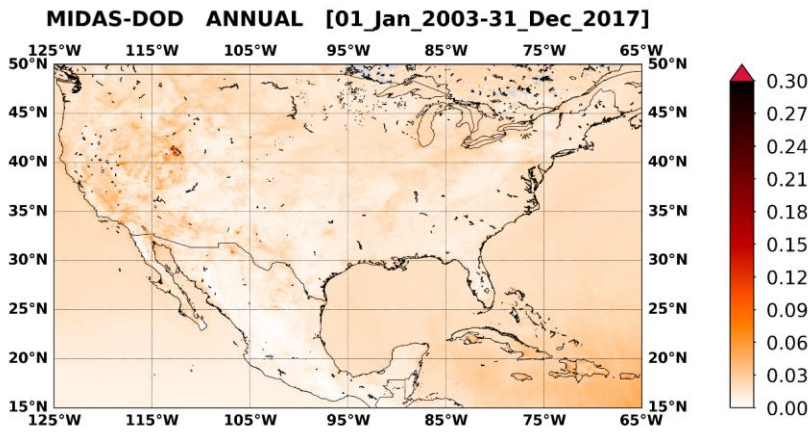 MIDAS-DOD ANNUAL [01_Jan_2003-31_Dec_2017]
125°W 115°W 105°W 95°W 85°W 75°W 65°W
50°N 50°N
45°N 45°N
40°N 40°N
35°N 35°N
30°N 30°N
25°N 25°N
20°N 20°N
15°N 15°N
125°W 115°W 105°W 95°W 85°W 75°W 65°W
0.30
0.27
0.24
0.21
0.18
0.15
0.12
0.09
0.06
0.03
0.00